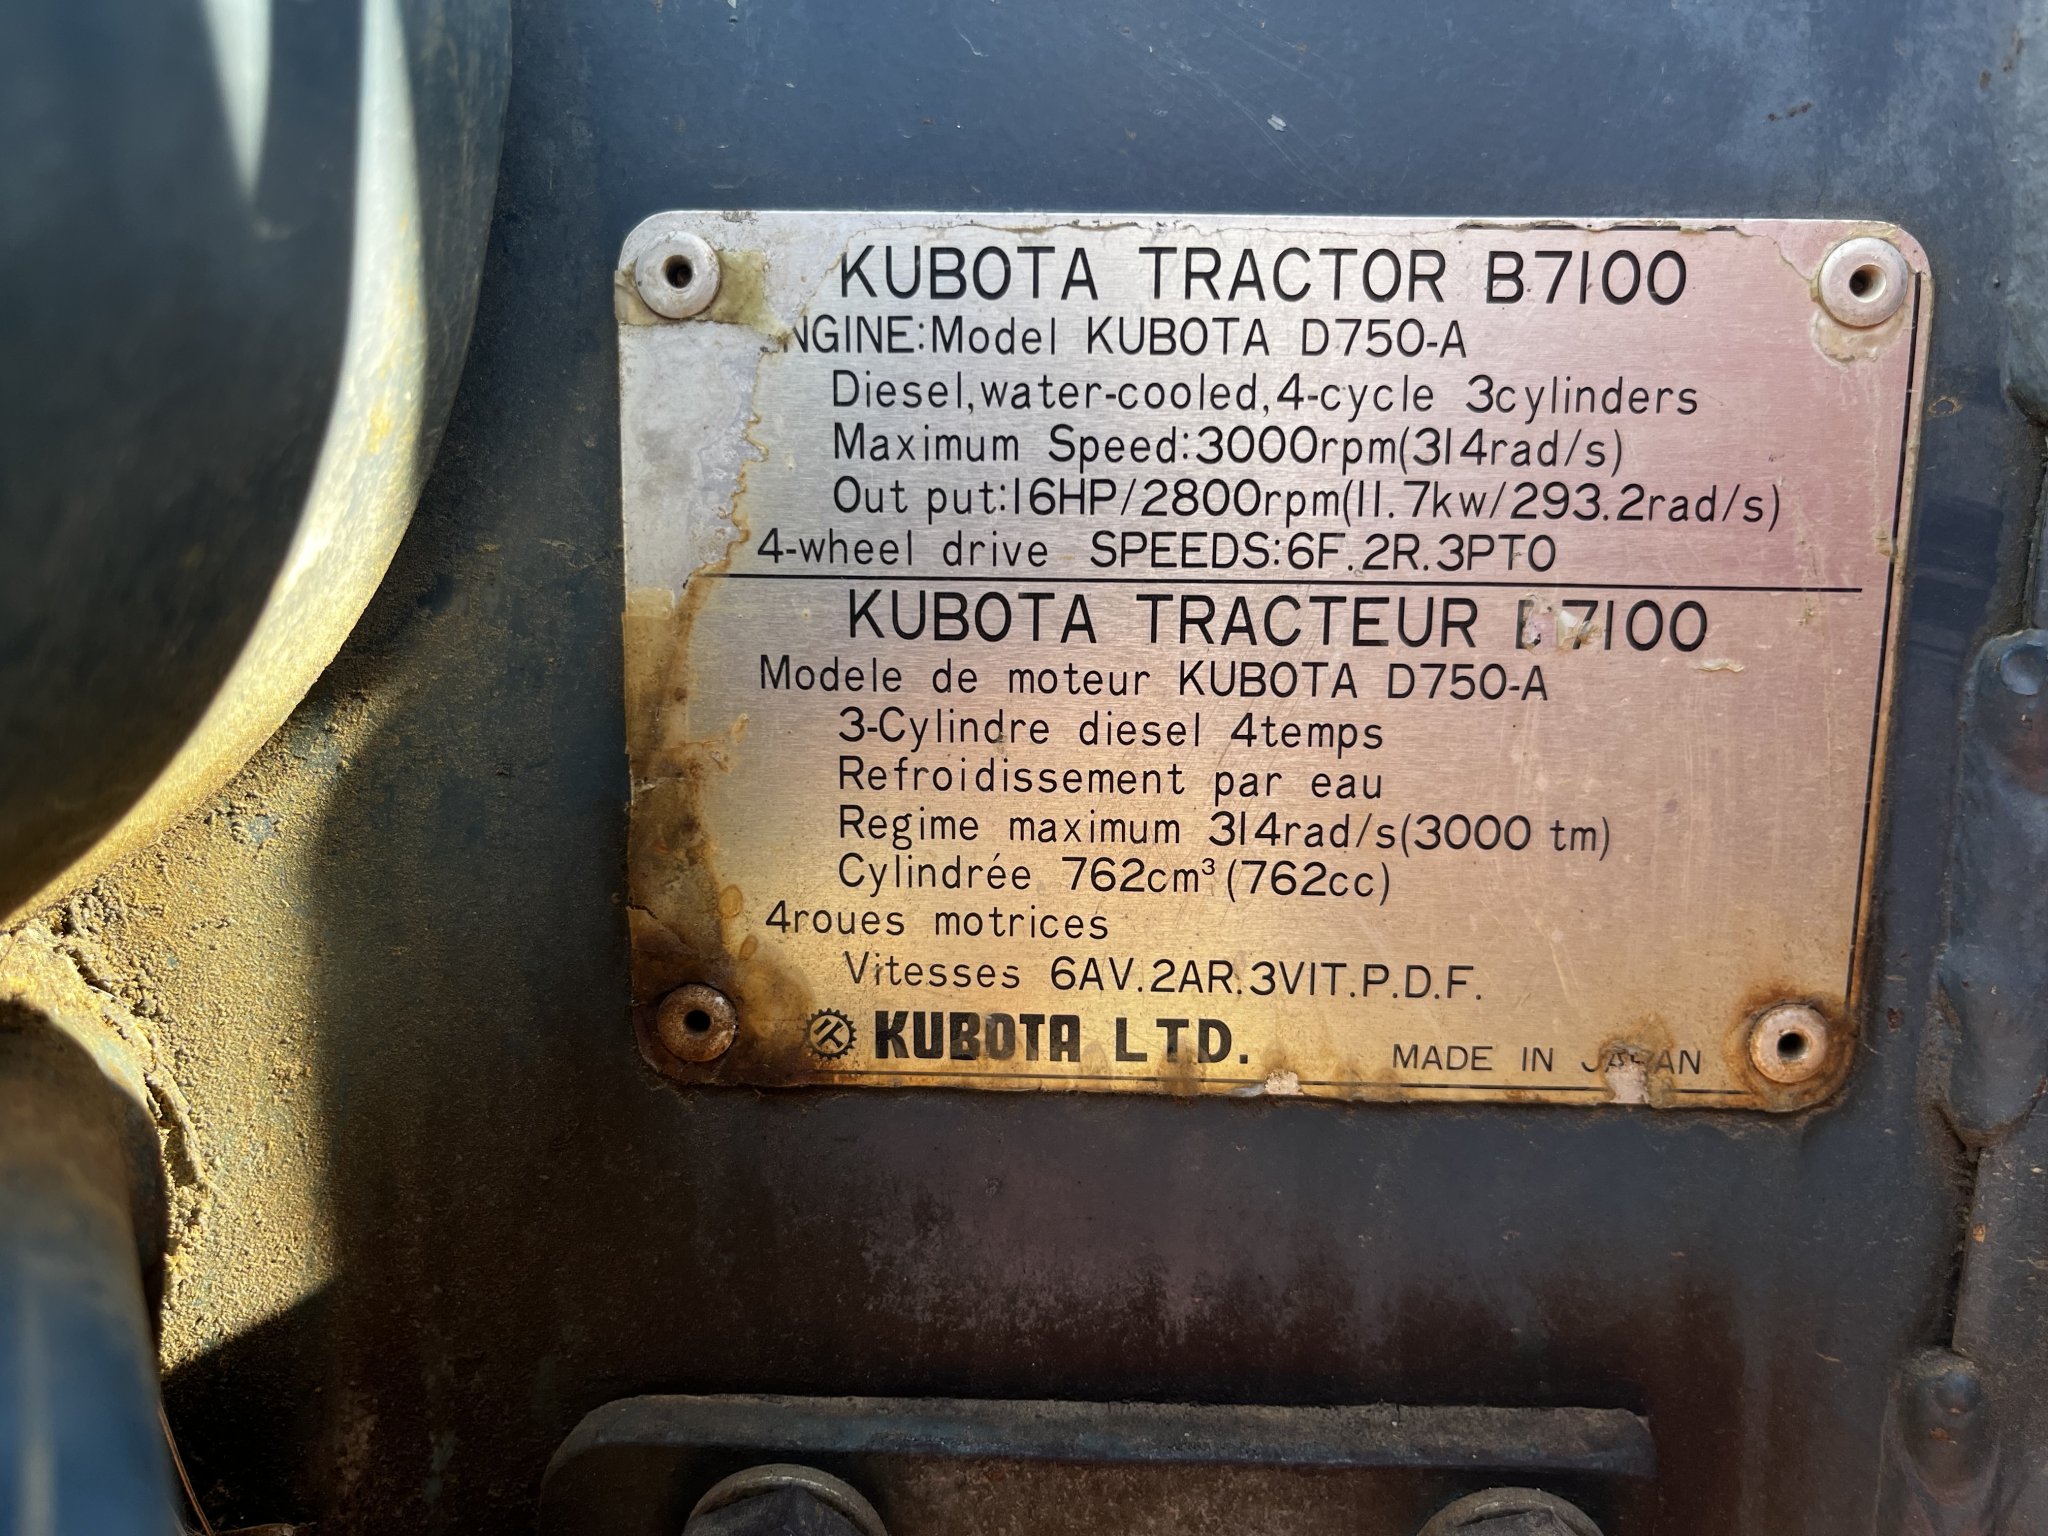 KUBOTA TRACTOR B7100
NGINE:Model KUBOTA D750-A
Diesel,water-cooled,4-cycle 3cylinders
Maximum Speed:3000rpm(314rad/s)
Out put:16HP/2800rpm(11.7kw/293.2rad/s)
4-wheel drive SPEEDS:6F.2R.3PTO
KUBOTA TRACTEUR B7100
Modele de moteur KUBOTA D750-A
3-Cylindre diesel 4temps
Refroidissement par eau
Regime maximum 314rad/s(3000 tm)
Cylindrée 762cm³(762cc)
4roues motrices
Vitesses 6AV.2AR.3VIT.P.D.F.
KUBOTA LTD. MADE IN JAPAN